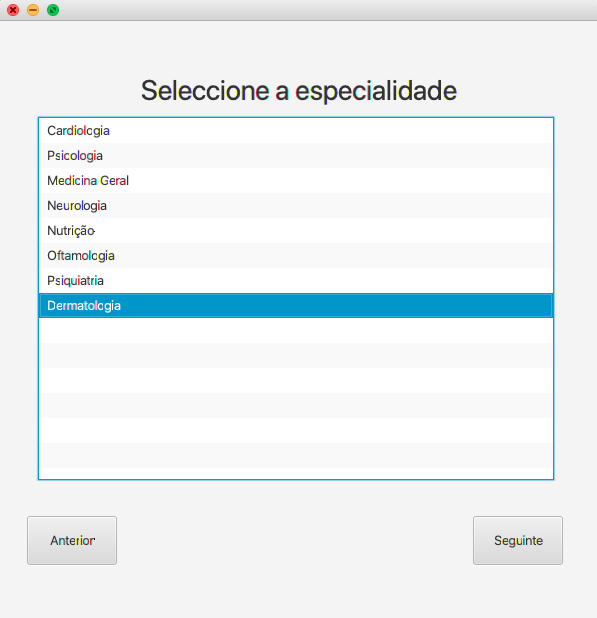 Seleccione a especialidade
Cardiologia
Psicologia
Medicina Geral
Neurologia
Nutrição
Oftamologia
Psiquiatria
Dermatologia
Anterior
Seguinte